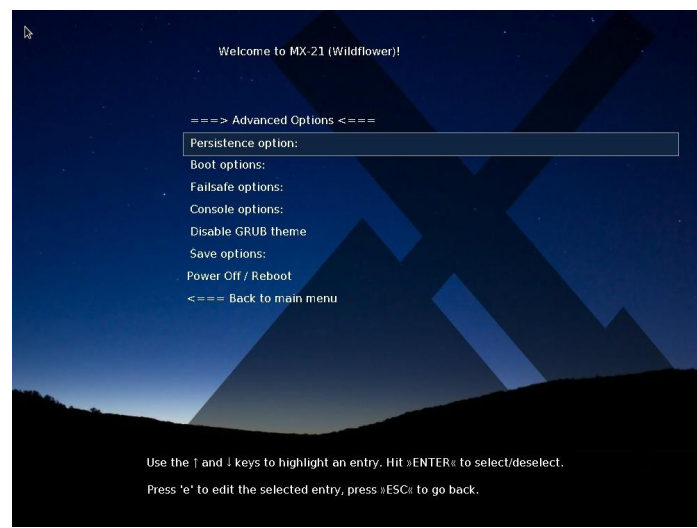 Welcome to MX-21 (Wildflower)!
===> Advanced Options <===
Persistence option:
Boot options:
Failsafe options:
Console options:
Disable GRUB theme
Save options:
Power Off / Reboot
<=== Back to main menu
Use the ↑ and ↓ keys to highlight an entry. Hit »ENTER« to select/deselect.
Press 'e' to edit the selected entry, press »ESC« to go back.